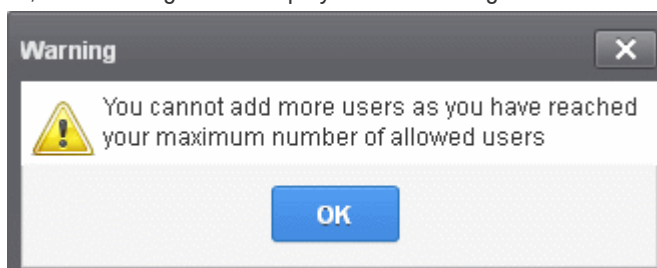 Warning
You cannot add more users as you have reached
your maximum number of allowed users
OK